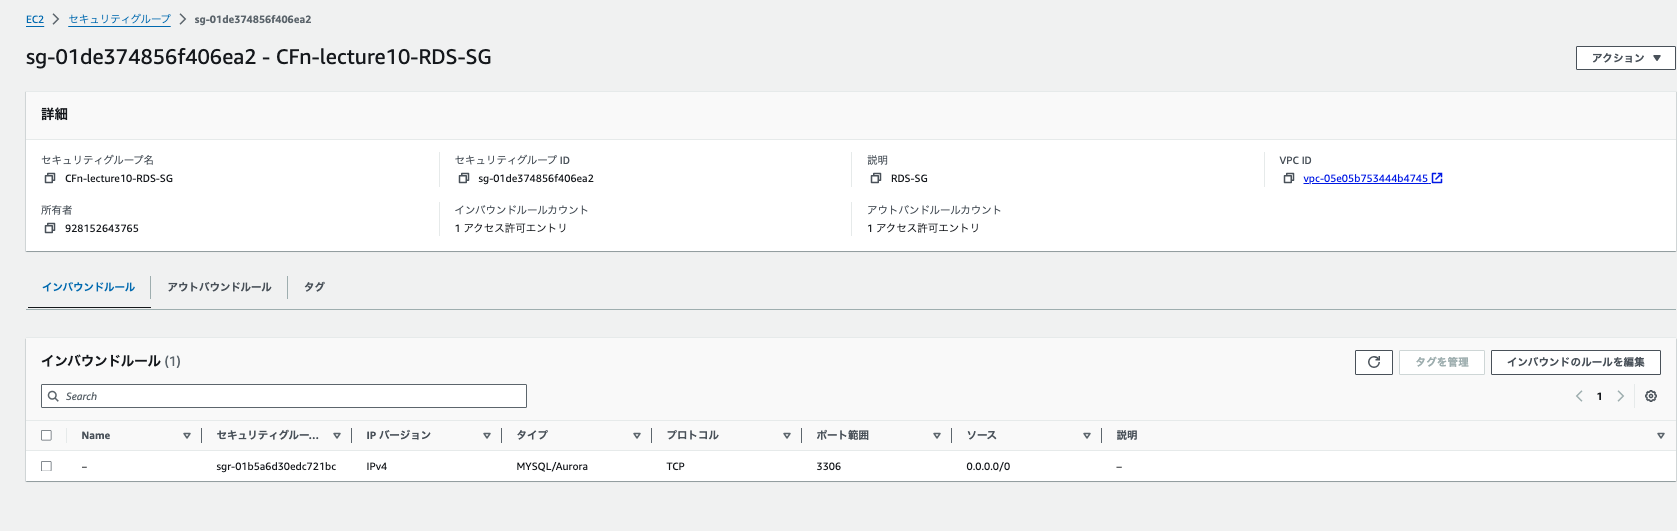 EC2 > セキュリティグループ > sg-01de374856f406ea2
sg-01de374856f406ea2 - CFn-lecture10-RDS-SG
アクション
詳細
セキュリティグループ名
CFn-lecture10-RDS-SG
セキュリティグループ ID
sg-01de374856f406ea2
説明
RDS-SG
VPC ID
vpc-05e05b753444b4745
所有者
928152643765
インバウンドルールカウント
1 アクセス許可エントリ
アウトバンドルールカウント
1 アクセス許可エントリ
インバウンドルール
アウトバウンドルール
タグ
インバウンドルール (1)
タグを管理
インバウンドのルールを編集
Search
1
Name セキュリティグルー... IP バージョン タイプ プロトコル ポート範囲 ソース 説明
– sgr-01b5a6d30edc721bc IPv4 MYSQL/Aurora TCP 3306 0.0.0.0/0 –